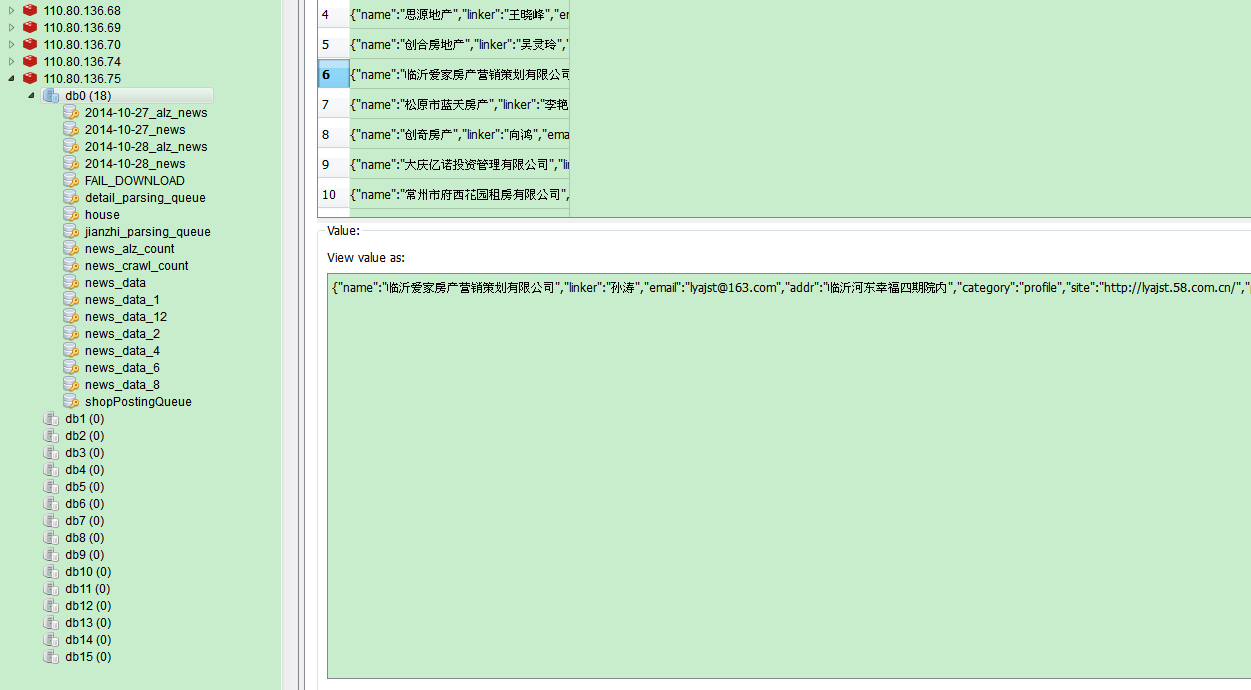 110.80.136.68
110.80.136.69
110.80.136.70
110.80.136.74
110.80.136.75
db0 (18)
2014-10-27_alz_news
2014-10-27_news
2014-10-28_alz_news
2014-10-28_news
FAIL_DOWNLOAD
detail_parsing_queue
house
jianzhi_parsing_queue
news_alz_count
news_crawl_count
news_data
news_data_1
news_data_12
news_data_2
news_data_4
news_data_6
news_data_8
shopPostingQueue
db1 (0)
db2 (0)
db3 (0)
db4 (0)
db5 (0)
db6 (0)
db7 (0)
db8 (0)
db9 (0)
db10 (0)
db11 (0)
db12 (0)
db13 (0)
db14 (0)
db15 (0)
4 {"name":"思源地产","linker":"王晓峰","en
5 {"name":"创合房地产","linker":"吴灵玲","
6 {"name":"临沂爱家房产营销策划有限公司
7 {"name":"松原市蓝天房产","linker":"李艳
8 {"name":"创奇房产","linker":"向鸿","ema
9 {"name":"大庆亿诺投资管理有限公司","li
10 {"name":"常州市府西花园租房有限公司",
Value:
View value as:
{"name":"临沂爱家房产营销策划有限公司","linker":"孙涛","email":"lyajst@163.com","addr":"临沂河东幸福四期院内","category":"profile","site":"http://lyajst.58.com.cn/","